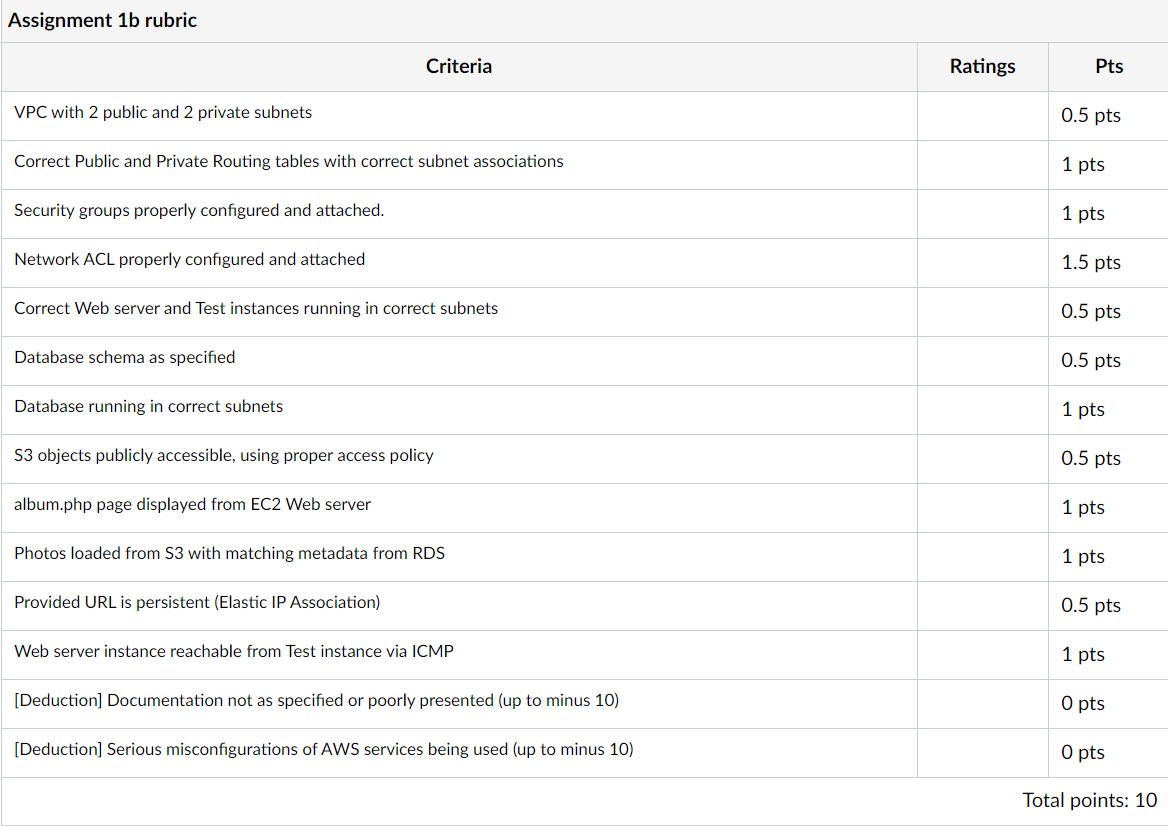 Assignment 1b rubric
Criteria Ratings Pts
VPC with 2 public and 2 private subnets 0.5 pts
Correct Public and Private Routing tables with correct subnet associations 1 pts
Security groups properly configured and attached. 1 pts
Network ACL properly configured and attached 1.5 pts
Correct Web server and Test instances running in correct subnets 0.5 pts
Database schema as specified 0.5 pts
Database running in correct subnets 1 pts
S3 objects publicly accessible, using proper access policy 0.5 pts
album.php page displayed from EC2 Web server 1 pts
Photos loaded from S3 with matching metadata from RDS 1 pts
Provided URL is persistent (Elastic IP Association) 0.5 pts
Web server instance reachable from Test instance via ICMP 1 pts
[Deduction] Documentation not as specified or poorly presented (up to minus 10) 0 pts
[Deduction] Serious misconfigurations of AWS services being used (up to minus 10) 0 pts
Total points: 10